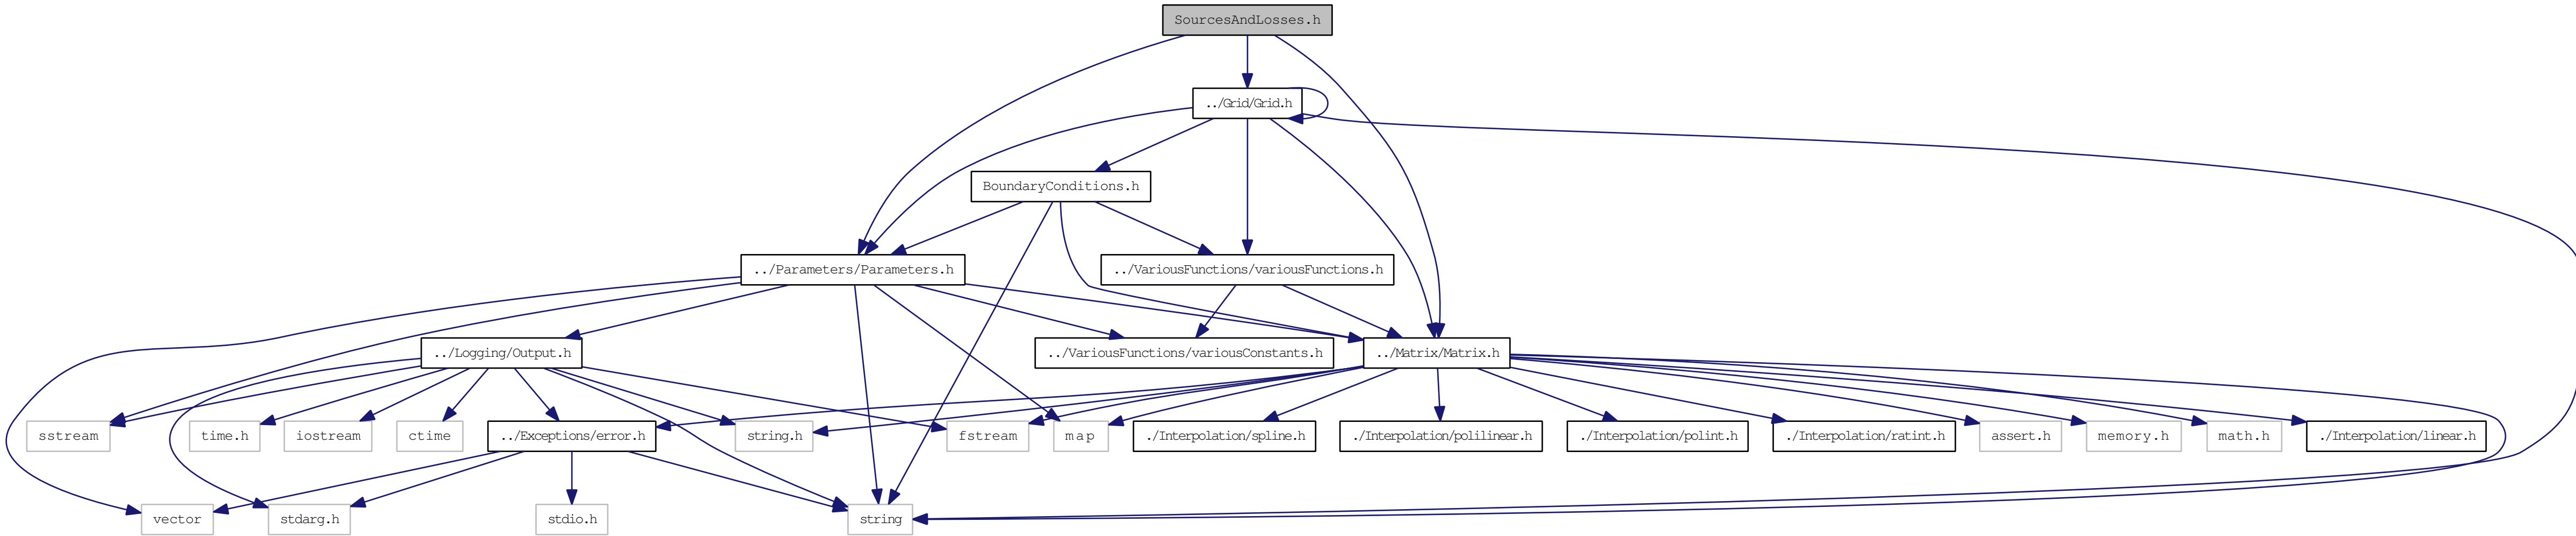 SourcesAndLosses.h
../Grid/Grid.h
BoundaryConditions.h
../Parameters/Parameters.h
../VariousFunctions/variousFunctions.h
../Logging/Output.h
../VariousFunctions/variousConstants.h
../Matrix/Matrix.h
sstream
time.h
iostream
ctime
../Exceptions/error.h
string.h
fstream
map
./Interpolation/spline.h
./Interpolation/polilinear.h
./Interpolation/polint.h
./Interpolation/ratint.h
assert.h
memory.h
math.h
./Interpolation/linear.h
vector
stdarg.h
stdio.h
string